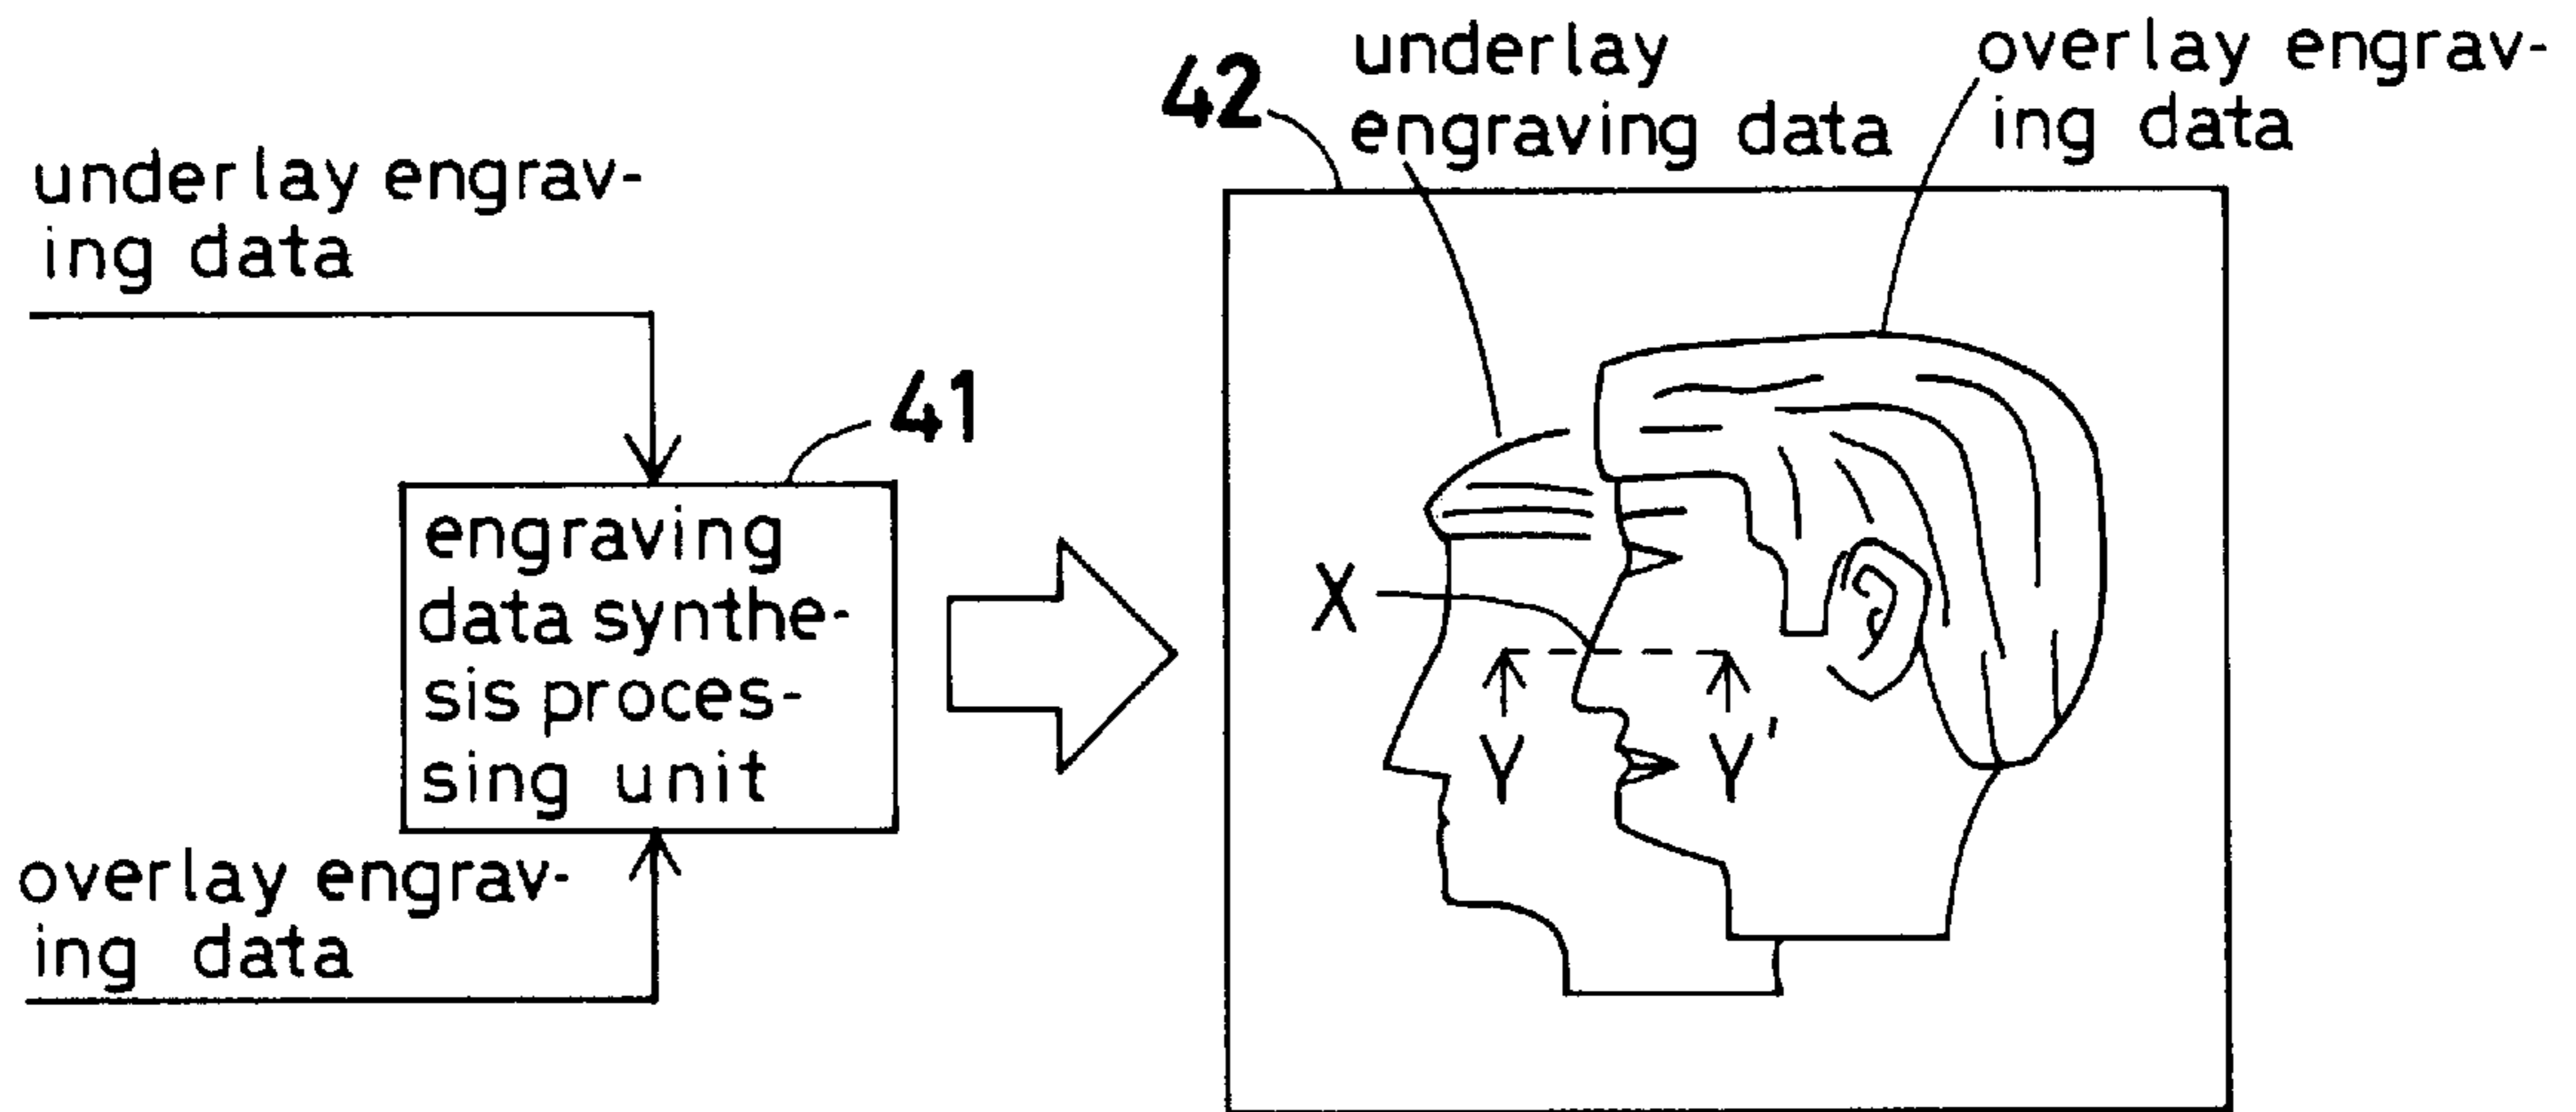 underlay engrav-
ing data
41
engraving
data synthe-
sis proces-
sing unit
overlay engrav-
ing data
42
underlay
engraving data
overlay engrav-
ing data
X
Y
Y'